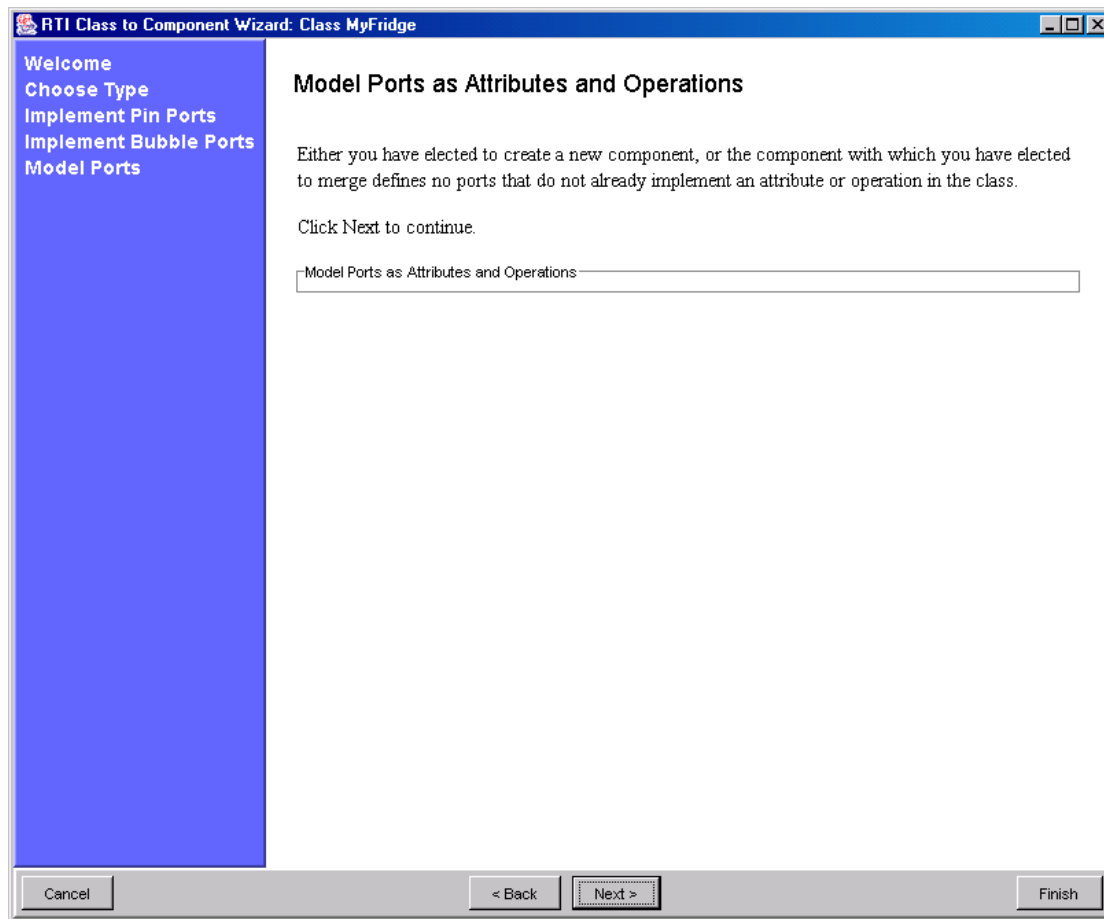 RTI Class to Component Wizard: Class MyFridge
Welcome
Choose Type
Implement Pin Ports
Implement Bubble Ports
Model Ports
Model Ports as Attributes and Operations
Either you have elected to create a new component, or the component with which you have elected
to merge defines no ports that do not already implement an attribute or operation in the class.
Click Next to continue.
Model Ports as Attributes and Operations
Cancel
< Back
Next >
Finish